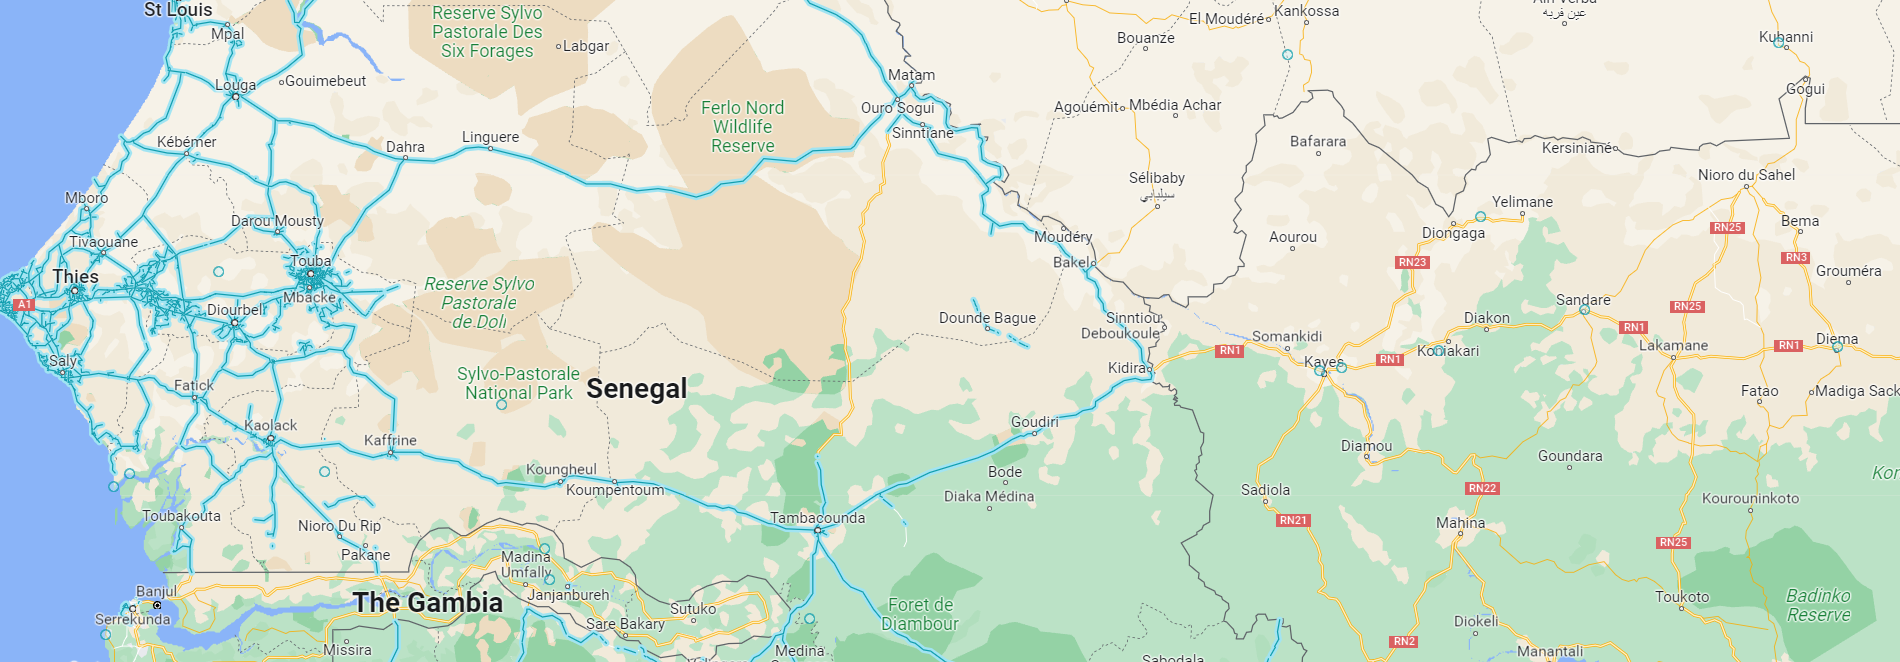 St Louis
Mpal
Reserve Sylvo
Pastorale Des
Six Forages
Labgar
Louga
Gouimebeut
Kébémer
Dahra
Linguere
Ferlo Nord
Wildlife
Reserve
Matam
Ouro Sogui
Sinntiane
Bouanze
El Moudéré
Kankossa
عين فربه
Kubanni
Gogui
Agouémit
Mbédia Achar
Bafarara
Kersiniané
Nioro du Sahel
Sélibaby
سيليبابي
Yelimane
Diongaga
Bema
RN25
RN3
Grouméra
Mboro
Darou Mousty
Tivaouane
Touba
Thies
Mbacke
A1
Diourbel
Reserve Sylvo
Pastorale
de Doli
Moudéry
Bakel
Aourou
RN23
Sandare
RN25
Dounde Bague
Sinntiou
Deboukoule
Diakon
RN1
Somankidi
Koniakari
Lakamane
RN1
Diema
Saly
Fatick
Sylvo-Pastorale
National Park
Senegal
Kidira
RN1
Kayes
RN1
Fatao
Madiga Sack
Kaolack
Kaffrine
Goudiri
Diamou
Goundara
Koungheul
Koumpentoum
Bode
Diaka Médina
Sadiola
RN22
Kourouninkoto
Kor
Toubakouta
Nioro Du Rip
Pakane
Tambacounda
RN21
Mahina
RN25
Madina
Umfally
Banjul
Serrekunda
The Gambia
Janjanbureh
Sutuko
Sare Bakary
Foret de
Diambour
Toukoto
Badinko
Reserve
Diokeli
RN2
Missira
Medina
Sahodala
Manantali